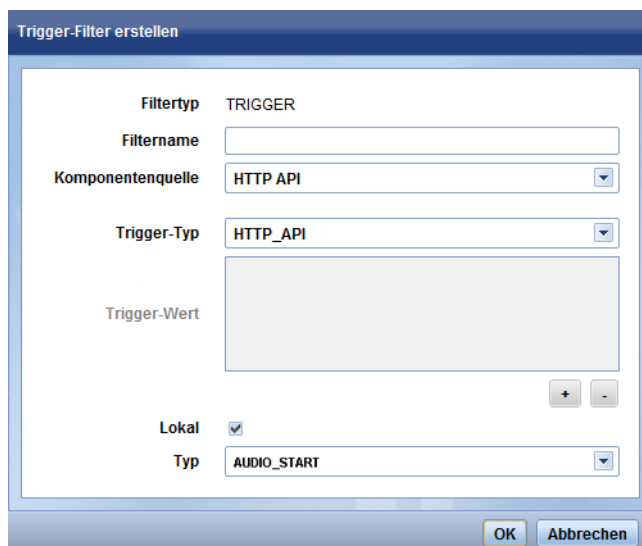 Trigger-Filter erstellen
Filtertyp TRIGGER
Filtername
Komponentenquelle HTTP API
Trigger-Typ HTTP_API
Trigger-Wert
+ -
Lokal
Typ AUDIO_START
OK Abbrechen